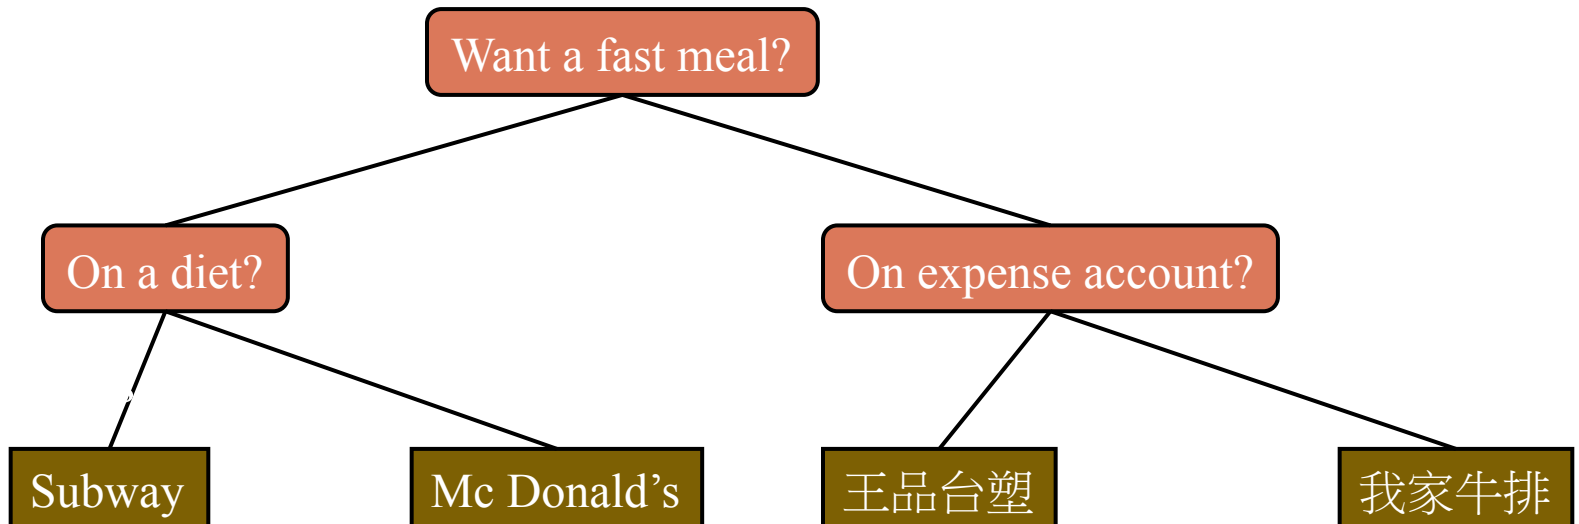 Want a fast meal?
On a diet?
On expense account?
Subway
Mc Donald’s
王品台塑
我家牛排